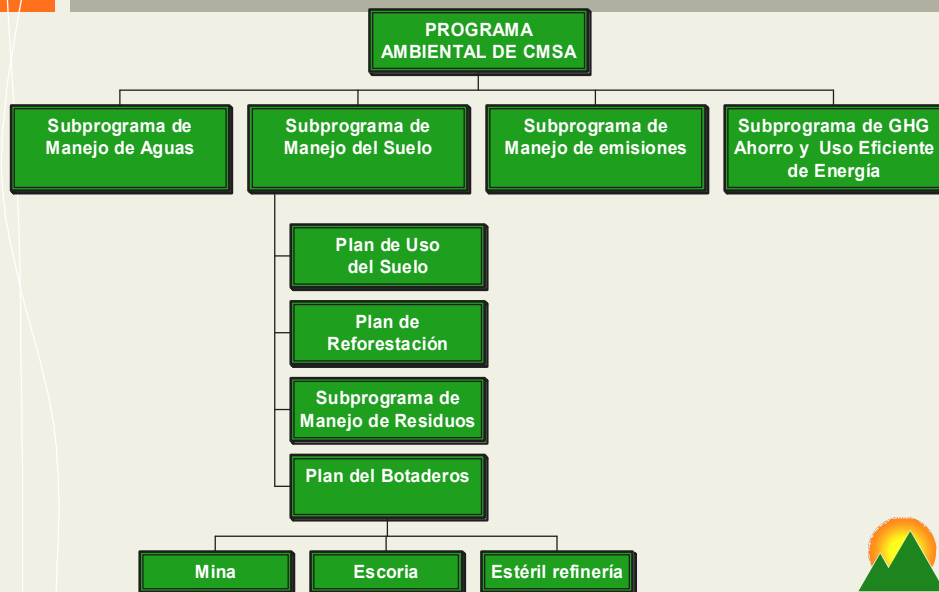 PROGRAMA
AMBIENTAL DE CMSA
Subprograma de
Manejo de Aguas
Subprograma de
Manejo del Suelo
Subprograma de
Manejo de emisiones
Subprograma de GHG
Ahorro y Uso Eficiente
de Energía
Plan de Uso
del Suelo
Plan de
Reforestación
Subprograma de
Manejo de Residuos
Plan del Botaderos
Mina
Escoria
Estéril refinería